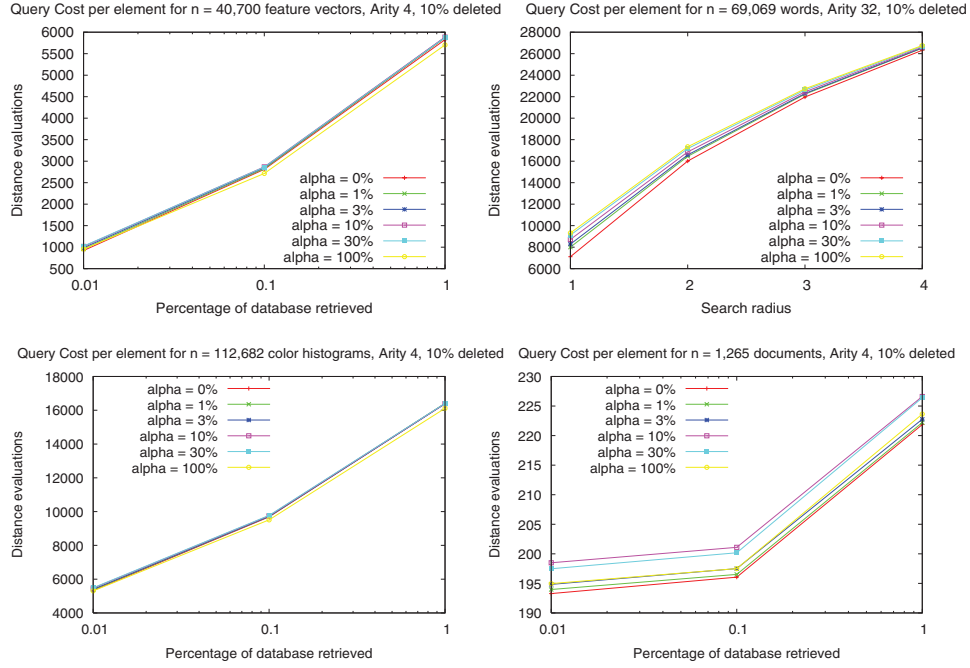 Query Cost per element for n = 40,700 feature vectors, Arity 4, 10% deleted
6000
5500
5000
4500
4000
3500
3000
2500
2000
1500
1000
500
Distance evaluations
alpha = 0%
alpha = 1%
alpha = 3%
alpha = 10%
alpha = 30%
alpha = 100%
0.01
0.1
1
Percentage of database retrieved
Query Cost per element for n = 69,069 words, Arity 32, 10% deleted
28000
26000
24000
22000
20000
18000
16000
14000
12000
10000
8000
6000
Distance evaluations
alpha = 0%
alpha = 1%
alpha = 3%
alpha = 10%
alpha = 30%
alpha = 100%
1
2
3
4
Search radius
Query Cost per element for n = 112,682 color histograms, Arity 4, 10% deleted
18000
16000
14000
12000
10000
8000
6000
4000
Distance evaluations
alpha = 0%
alpha = 1%
alpha = 3%
alpha = 10%
alpha = 30%
alpha = 100%
0.01
0.1
1
Percentage of database retrieved
Query Cost per element for n = 1,265 documents, Arity 4, 10% deleted
230
225
220
215
210
205
200
195
190
Distance evaluations
alpha = 0%
alpha = 1%
alpha = 3%
alpha = 10%
alpha = 30%
alpha = 100%
0.01
0.1
1
Percentage of database retrieved